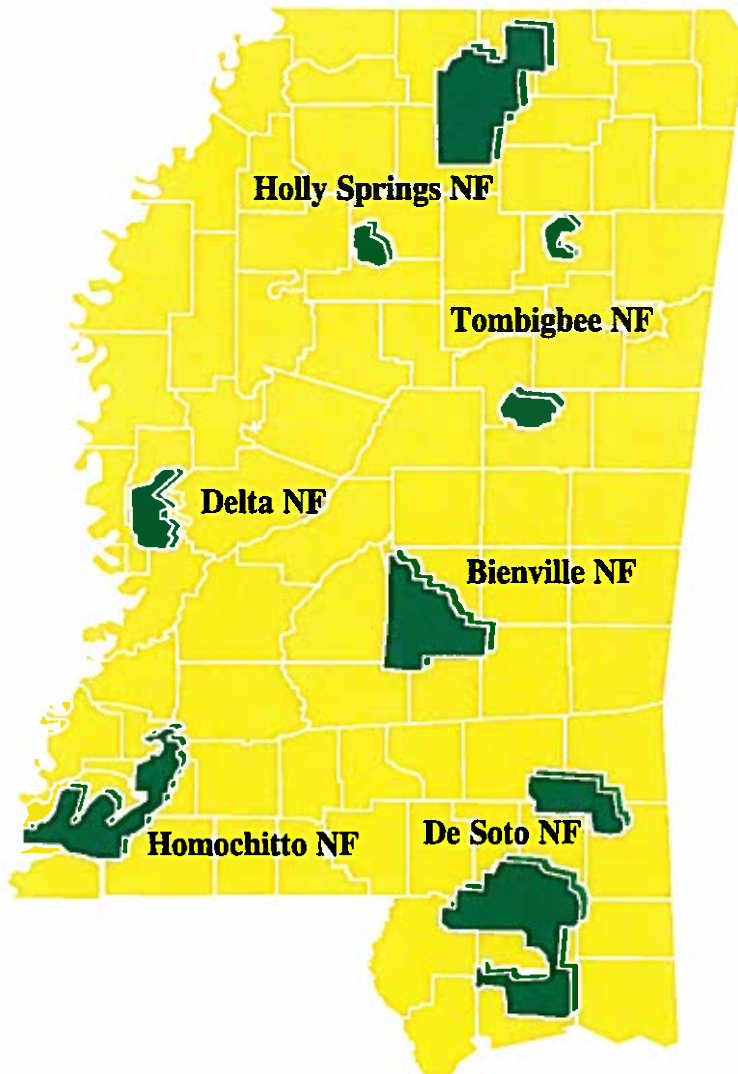 Holly Springs NF
Tombigbee NF
Delta NF
Bienville NF
De Soto NF
Homochitto NF